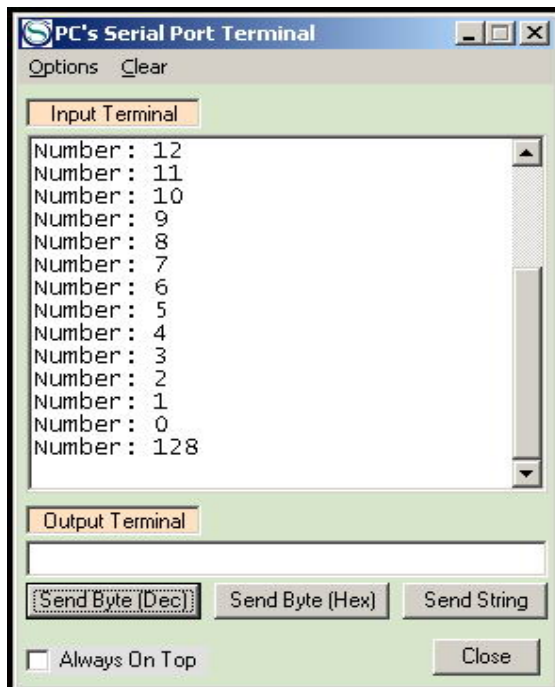 PC's Serial Port Terminal
Options Clear
Input Terminal
Number: 12
Number: 11
Number: 10
Number: 9
Number: 8
Number: 7
Number: 6
Number: 5
Number: 4
Number: 3
Number: 2
Number: 1
Number: 0
Number: 128
Output Terminal
Send Byte (Dec) Send Byte (Hex) Send String
Always On Top Close